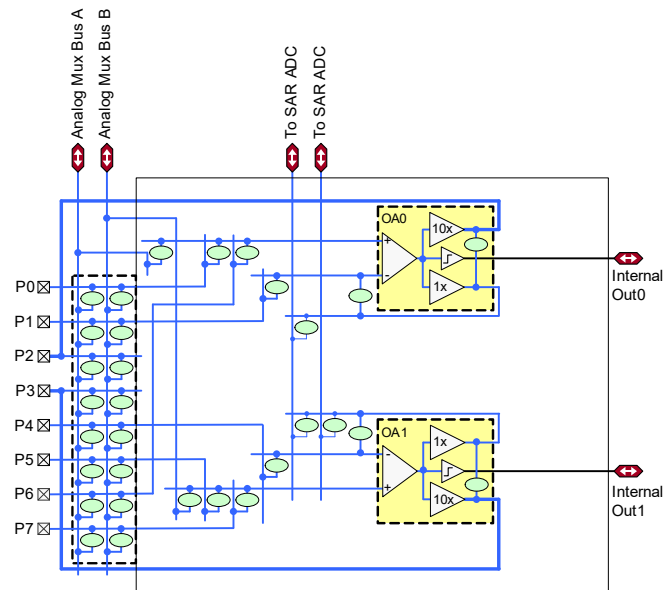 Analog Mux Bus A
Analog Mux Bus B
To SAR ADC
To SAR ADC
OA0
+
10x
-
1x
Internal
Out0
P0
P1
P2
P3
P4
P5
P6
P7
OA1
1x
-
+
10x
Internal
Out1